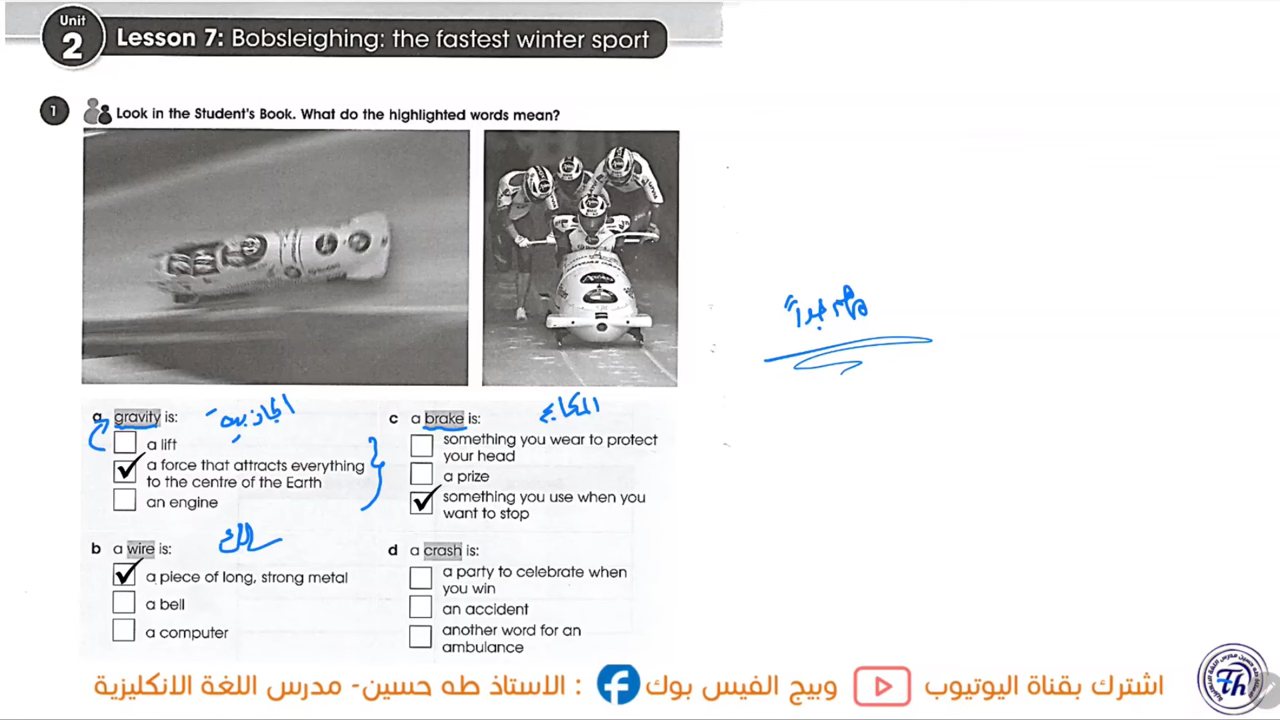 Unit
2
Lesson 7: Bobsleighing: the fastest winter sport
1
Look in the Student's Book. What do the highlighted words mean?
a gravity is:
الجاذبية
a lift
a force that attracts everything
to the centre of the Earth
an engine
b a wire is:
سلك
a piece of long, strong metal
a bell
a computer
c a brake is:
المكابح
something you wear to protect
your head
a prize
something you use when you
want to stop
d a crash is:
a party to celebrate when
you win
an accident
another word for an
ambulance
هام جداً
اشترك بقناة اليوتيوب وبيج الفيس بوك : الاستاذ طه حسين- مدرس اللغة الانكليزية
Th